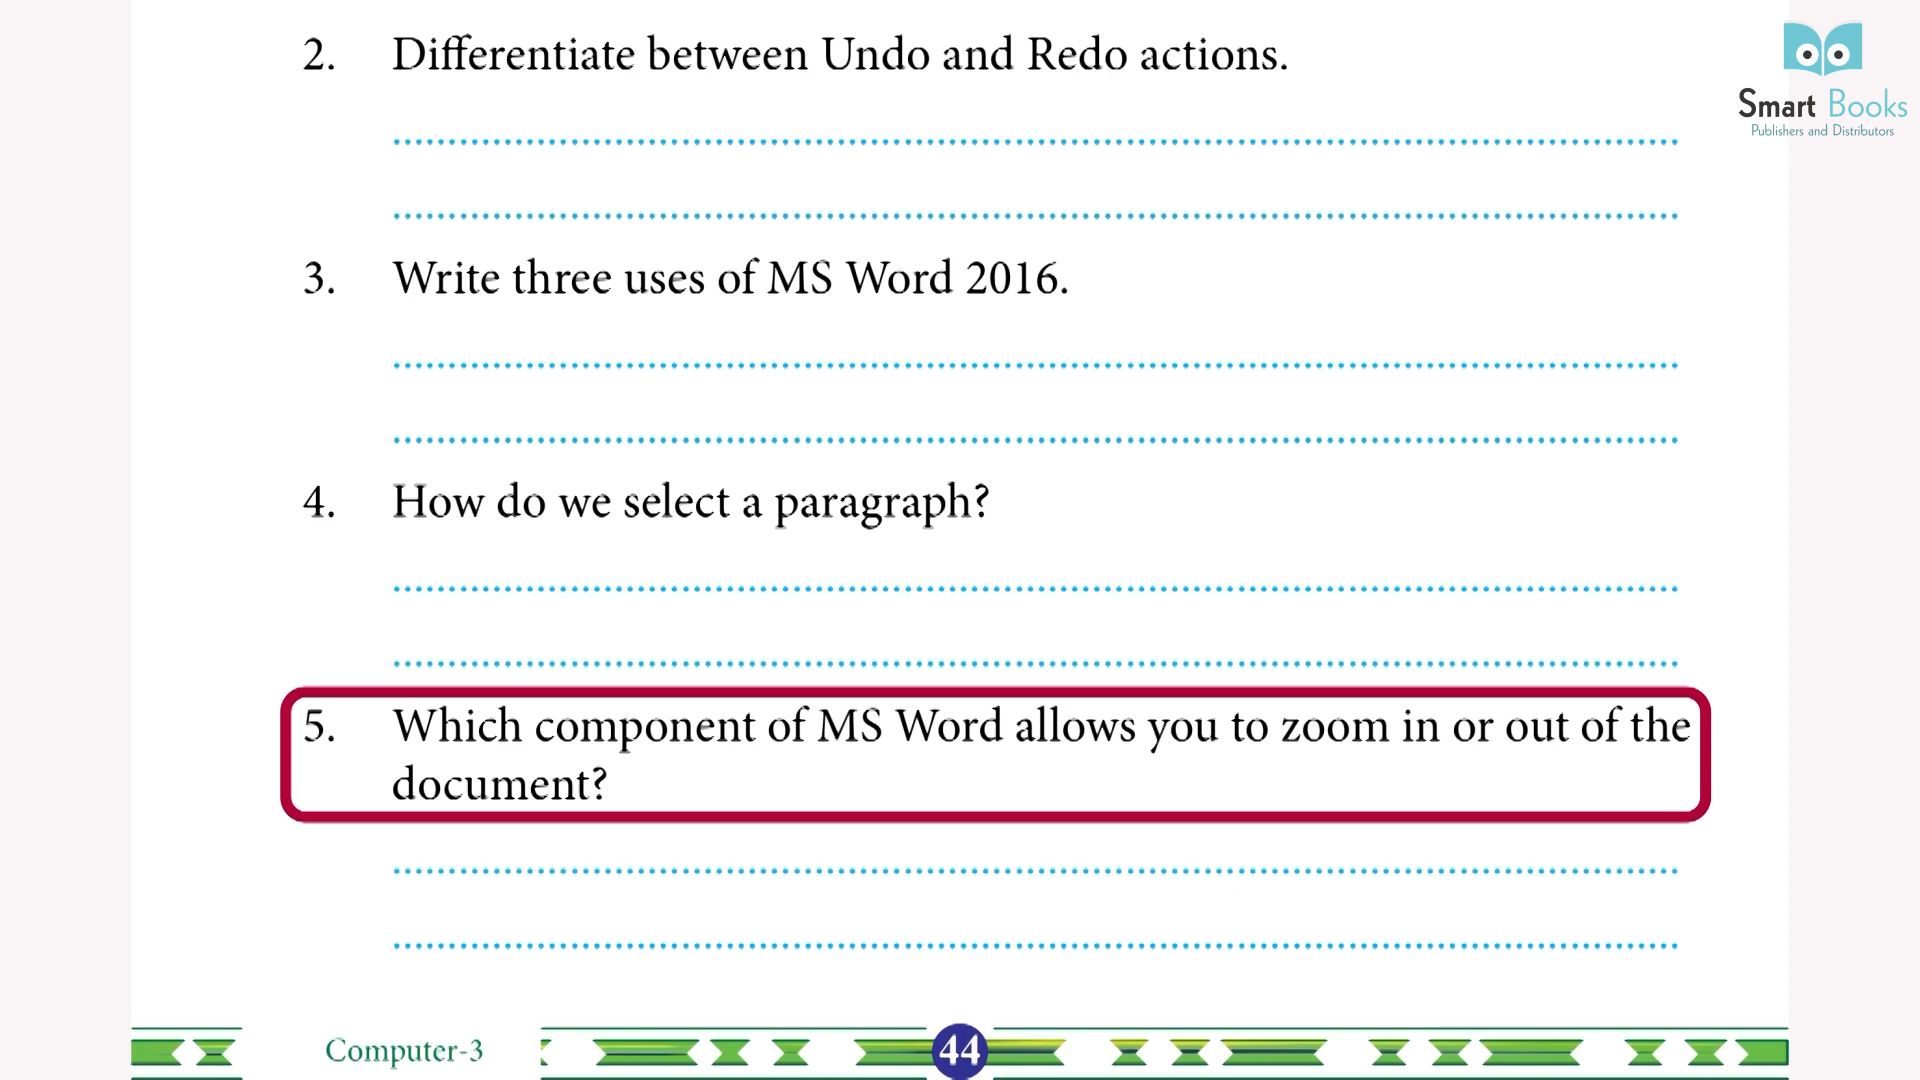 2. Differentiate between Undo and Redo actions.
Smart Books
Publishers and Distributors
3. Write three uses of MS Word 2016.
4. How do we select a paragraph?
5. Which component of MS Word allows you to zoom in or out of the
document?
Computer-3
44